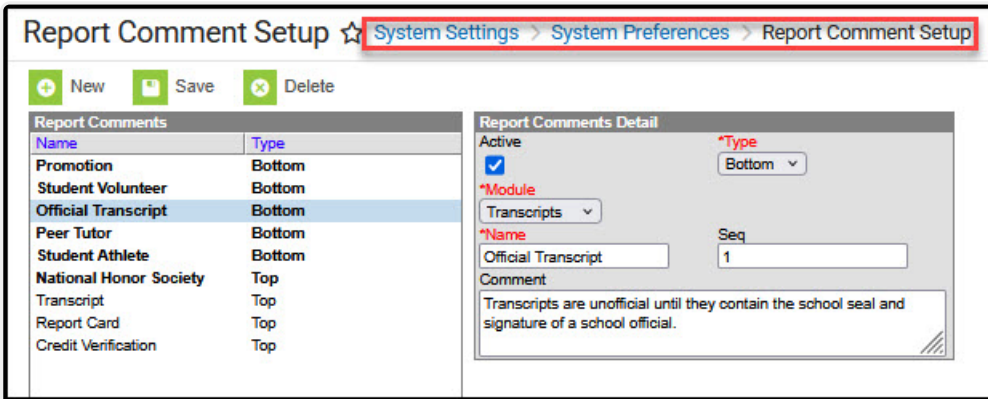 Report Comment Setup ☆ System Settings > System Preferences > Report Comment Setup
New Save Delete
Report Comments
Name Type
Promotion Bottom
Student Volunteer Bottom
Official Transcript Bottom
Peer Tutor Bottom
Student Athlete Bottom
National Honor Society Top
Transcript Top
Report Card Top
Credit Verification Top
Report Comments Detail
Active *Type
Bottom
*Module
Transcripts
*Name Seq
Official Transcript 1
Comment
Transcripts are unofficial until they contain the school seal and
signature of a school official.